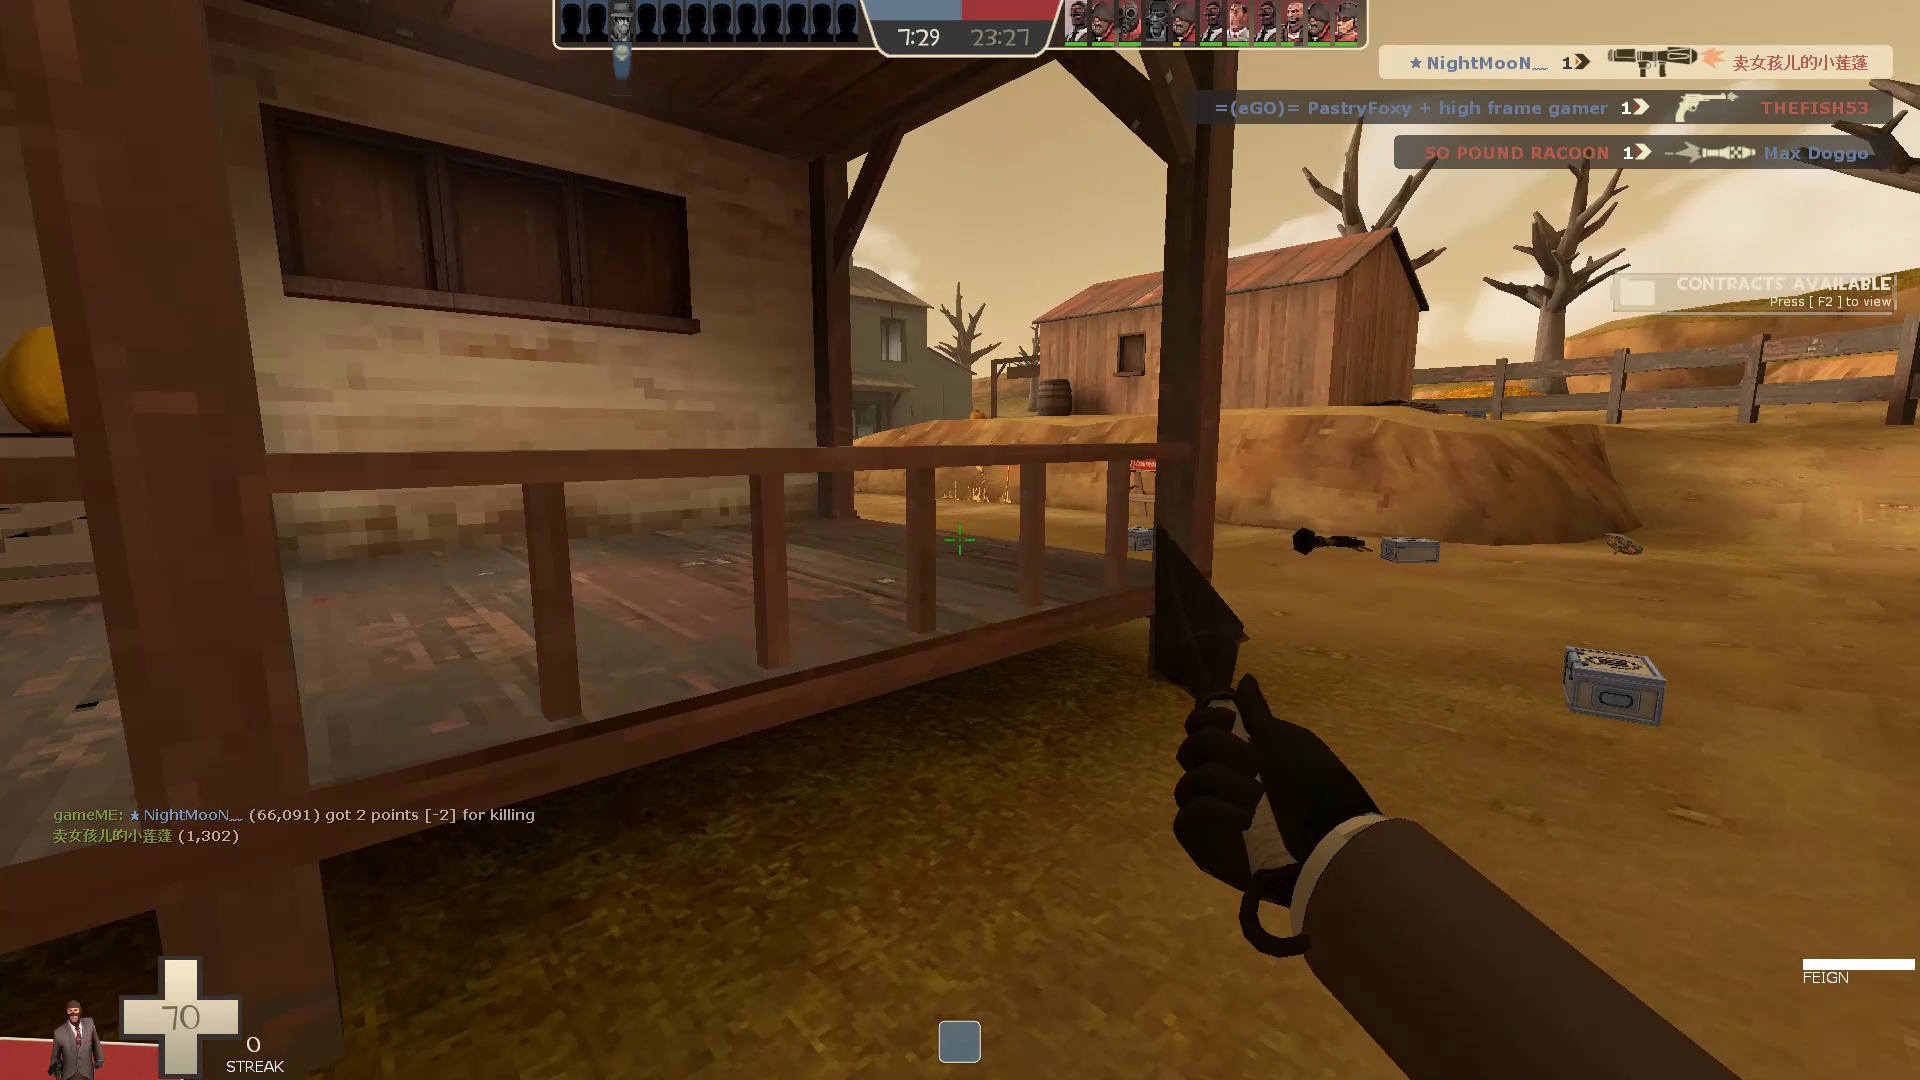 7:29 23:27
★ NightMooN﹏ 1 卖女孩儿的小莲蓬
=(eGO)= PastryFoxy + high frame gamer 1 THEFISH53
5O POUND RACOON 1 Max Doggo
CONTRACTS AVAILABLE
Press [ F2 ] to view
gameME: ★ NightMooN﹏ (66,091) got 2 points [-2] for killing
卖女孩儿的小莲蓬 (1,302)
70
0
STREAK
FEIGN